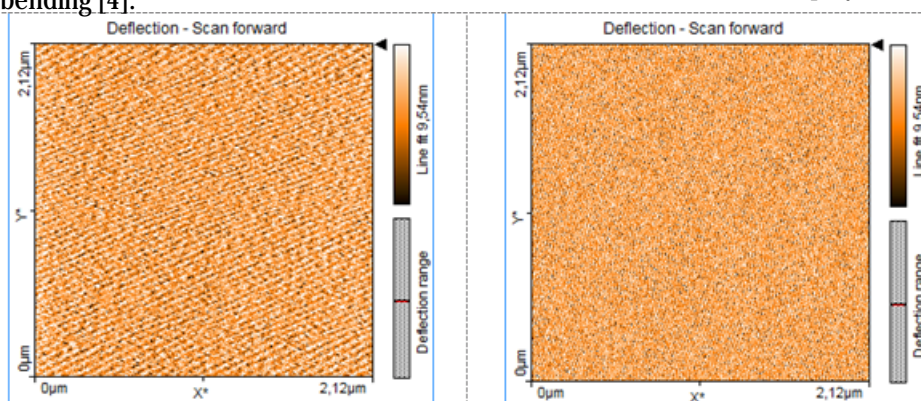 bending [4].
Deflection - Scan forward
2,12µm
Y*
0µm
0µm
X*
2,12µm
Line fit 9,54nm
Deflection range
Deflection - Scan forward
2,12µm
Y*
0µm
0µm
X*
2,12µm
Line fit 9,54nm
Deflection range